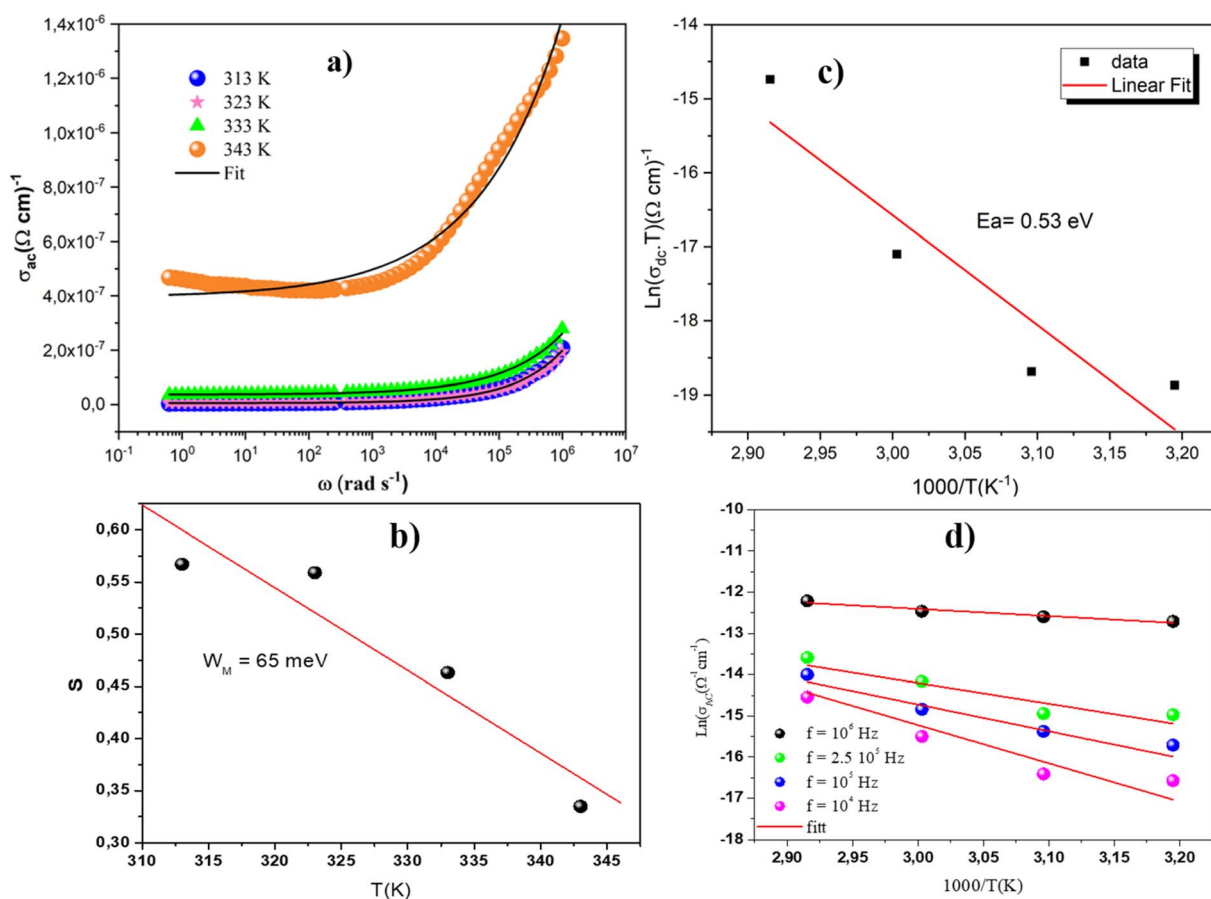 a)
313 K
323 K
333 K
343 K
Fit
σac(Ω cm)⁻¹
1,4x10⁻⁶
1,2x10⁻⁶
1,0x10⁻⁶
8,0x10⁻⁷
6,0x10⁻⁷
4,0x10⁻⁷
2,0x10⁻⁷
0,0
10⁻¹ 10⁰ 10¹ 10² 10³ 10⁴ 10⁵ 10⁶ 10⁷
ω (rad s⁻¹)
c)
data
Linear Fit
Ea= 0.53 eV
Ln(σdc.T)(Ω cm)⁻¹
-14
-15
-16
-17
-18
-19
2,90 2,95 3,00 3,05 3,10 3,15 3,20
1000/T(K⁻¹)
b)
W_M = 65 meV
S
0,60
0,55
0,50
0,45
0,40
0,35
0,30
310 315 320 325 330 335 340 345
T(K)
d)
f = 10⁶ Hz
f = 2.5 10⁵ Hz
f = 10⁵ Hz
f = 10⁴ Hz
fitt
Ln(σAC(Ω⁻¹cm⁻¹)
-10
-11
-12
-13
-14
-15
-16
-17
-18
2,90 2,95 3,00 3,05 3,10 3,15 3,20
1000/T(K)